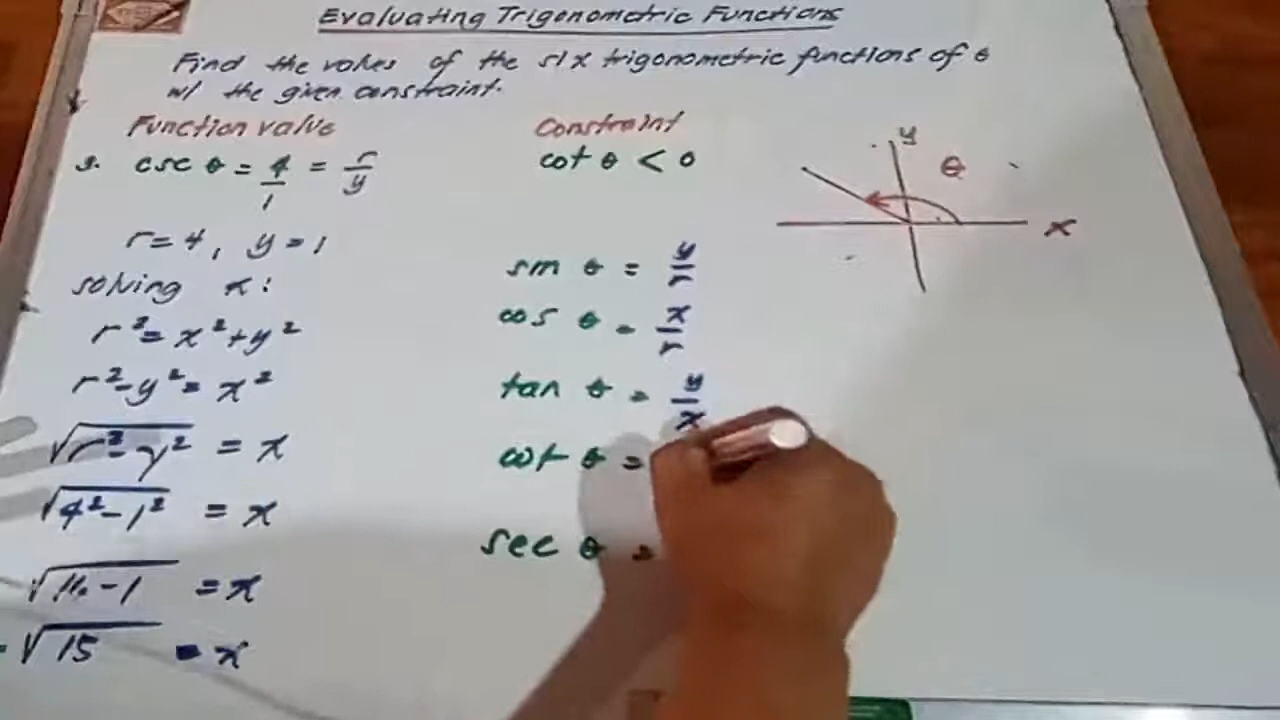 Evaluating Trigonometric Functions
Find the values of the six trigonometric functions of θ
w/ the given constraint.
Function value
Constraint
csc θ = 4/1 = r/y
cot θ < 0
r = 4, y = 1
solving x:
r² = x² + y²
r² - y² = x²
√(r² - y²) = x
√(4² - 1²) = x
√(16 - 1) = x
-√15 = x
sin θ = y/r
cos θ = x/r
tan θ = y/x
cot θ =
sec θ =
y
θ
x